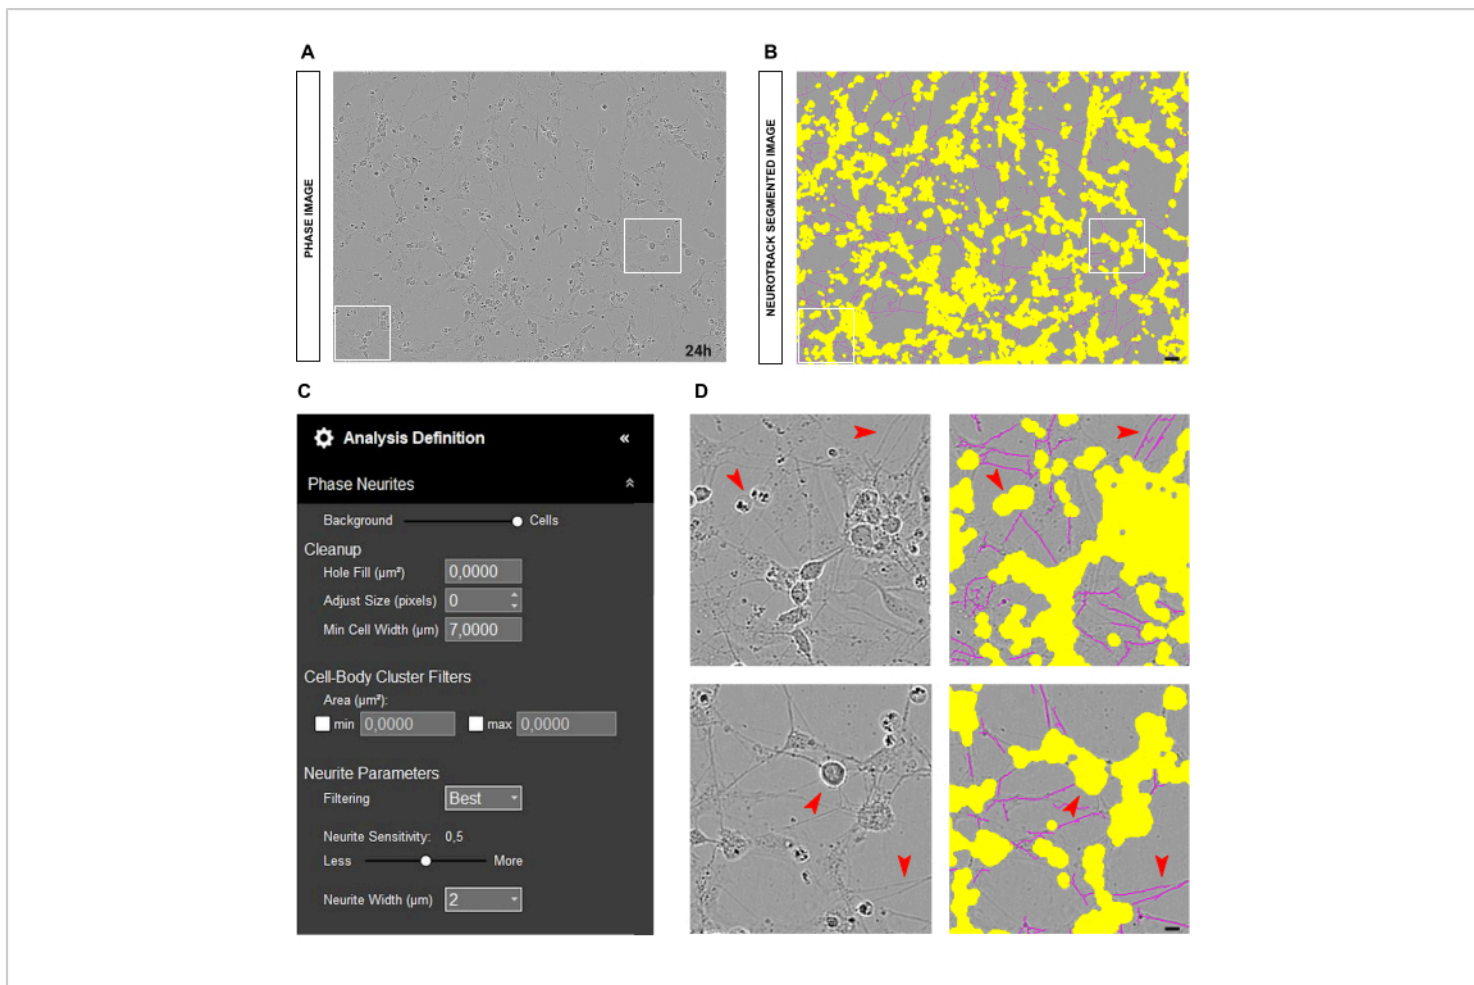 A
B
PHASE IMAGE
24h
NEUROTRACK SEGMENTED IMAGE
C
D
Analysis Definition «
Phase Neurites
Background Cells
Cleanup
Hole Fill (µm²) 0,0000
Adjust Size (pixels) 0
Min Cell Width (µm) 7,0000
Cell-Body Cluster Filters
Area (µm²):
min 0,0000 max 0,0000
Neurite Parameters
Filtering Best
Neurite Sensitivity: 0,5
Less More
Neurite Width (µm) 2